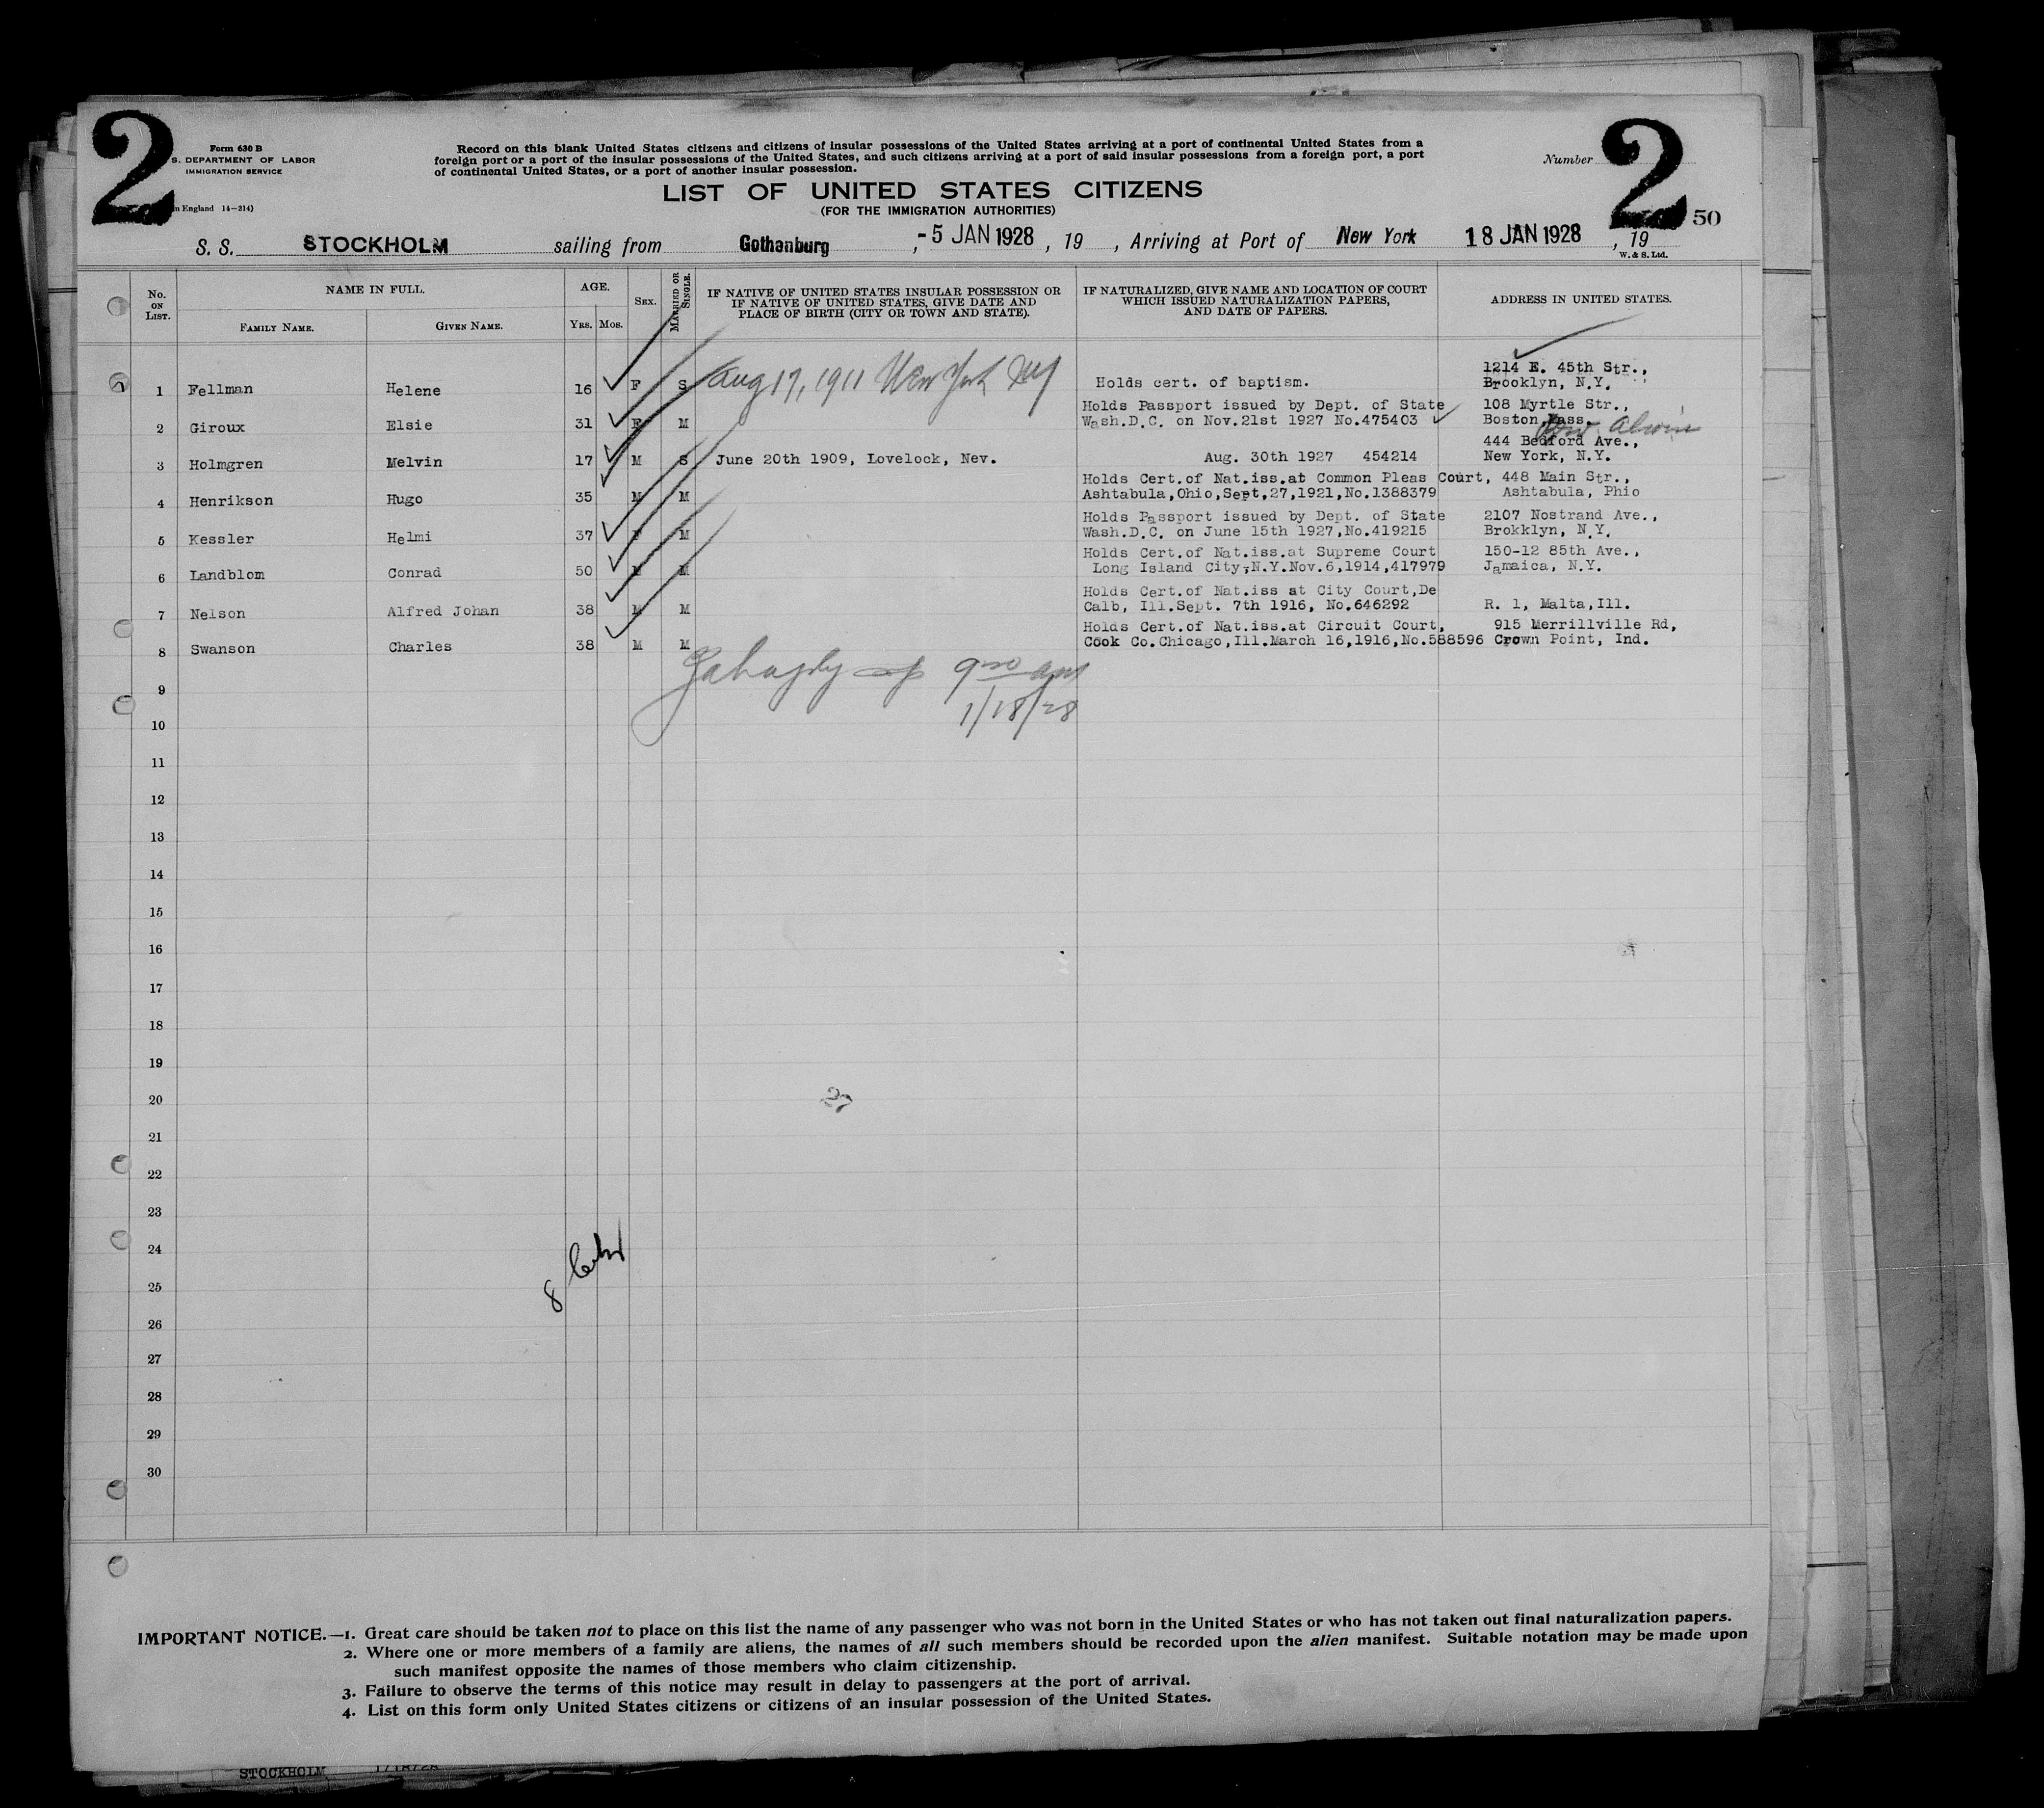 2
2
Form 630 B
S. DEPARTMENT OF LABOR
IMMIGRATION SERVICE
n England 14—214)
Record on this blank United States citizens and citizens of insular possessions of the United States arriving at a port of continental United States from a
foreign port or a port of the insular possessions of the United States, and such citizens arriving at a port of said insular possessions from a foreign port, a port
of continental United States, or a port of another insular possession.
Number
LIST OF UNITED STATES CITIZENS
(FOR THE IMMIGRATION AUTHORITIES)
50
S. S. STOCKHOLM sailing from Gothenburg, -5 JAN 1928, 19 , Arriving at Port of New York 18 JAN 1928, 19
W. & S. Ltd.
No. ON LIST.
NAME IN FULL.
FAMILY NAME.
GIVEN NAME.
AGE.
YRS. MOS.
SEX.
MARRIED OR SINGLE.
IF NATIVE OF UNITED STATES INSULAR POSSESSION OR
IF NATIVE OF UNITED STATES, GIVE DATE AND
PLACE OF BIRTH (CITY OR TOWN AND STATE).
IF NATURALIZED, GIVE NAME AND LOCATION OF COURT
WHICH ISSUED NATURALIZATION PAPERS,
AND DATE OF PAPERS.
ADDRESS IN UNITED STATES.
1214 E. 45th Str.,
1 Fellman Helene 16 F S Aug 17, 1911 New York NY Holds cert. of baptism. Brooklyn, N.Y.
Holds Passport issued by Dept. of State 108 Myrtle Str.,
2 Giroux Elsie 31 F M Wash.D.C. on Nov.21st 1927 No.475403 Boston, Mass.
444 Bedford Ave.,
3 Holmgren Melvin 17 M S June 20th 1909, Lovelock, Nev. Aug. 30th 1927 454214 New York, N.Y.
Holds Cert.of Nat.iss.at Common Pleas Court, 448 Main Str.,
4 Henrikson Hugo 35 M M Ashtabula,Ohio,Sept,27,1921,No.1388379 Ashtabula, Phio
Holds Passport issued by Dept. of State 2107 Nostrand Ave.,
5 Kessler Helmi 37 F M Wash.D.C. on June 15th 1927,No.419215 Brokklyn, N.Y.
Holds Cert.of Nat.iss.at Supreme Court 150-12 85th Ave.,
6 Landblom Conrad 50 M M Long Island City,N.Y.Nov.6,1914,417979 Jamaica, N.Y.
Holds Cert.of Nat.iss at City Court,De
7 Nelson Alfred Johan 38 M M Calb, Ill.Sept. 7th 1916, No.646292 R. 1, Malta,Ill.
Holds Cert.of Nat.iss.at Circuit Court, 915 Merrillville Rd,
8 Swanson Charles 38 M M Cook Co.Chicago,Ill.March 16,1916,No.588596 Crown Point, Ind.
9 9 30 am
1/18/28
10
11
12
13
14
15
16
17
18
19
20
27
21
22
23
24
25
8
26
27
28
29
30
IMPORTANT NOTICE.—1. Great care should be taken not to place on this list the name of any passenger who was not born in the United States or who has not taken out final naturalization papers.
2. Where one or more members of a family are aliens, the names of all such members should be recorded upon the alien manifest. Suitable notation may be made upon
such manifest opposite the names of those members who claim citizenship.
3. Failure to observe the terms of this notice may result in delay to passengers at the port of arrival.
4. List on this form only United States citizens or citizens of an insular possession of the United States.
STOCKHOLM 1/18/28